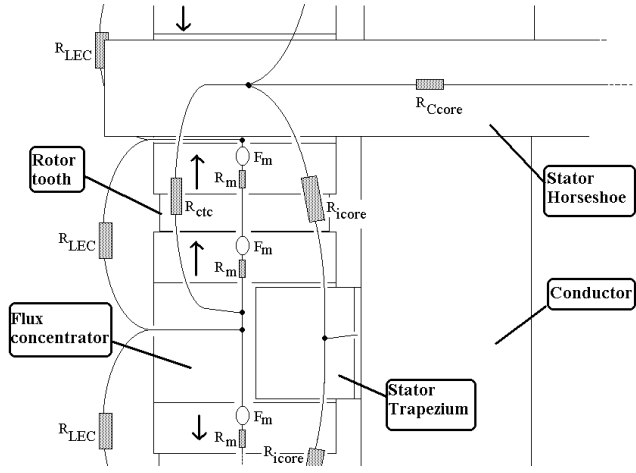 R_LEC
R_Ccore
Rotor
tooth
F_m
R_m
Stator
Horseshoe
R_ctc
R_icore
R_LEC
F_m
R_m
Conductor
Flux
concentrator
Stator
Trapezium
F_m
R_LEC
R_m
R_icore